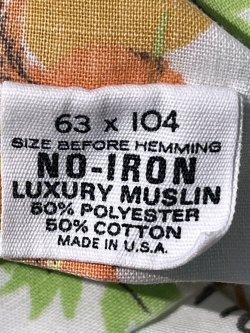 63 x 104
SIZE BEFORE HEMMING
NO-IRON
LUXURY MUSLIN
50% POLYESTER
50% COTTON
MADE IN U.S.A.